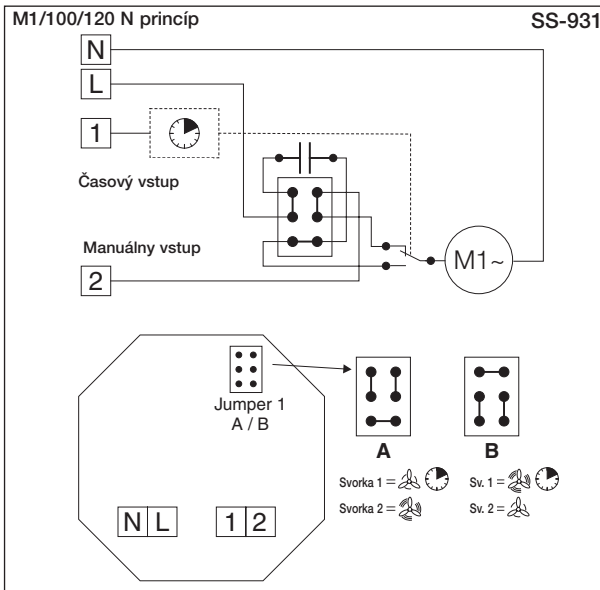 M1/100/120 N princíp
SS-931
N
L
1
Časový vstup
Manuálny vstup
2
M1~
Jumper 1
A / B
A
B
Svorka 1 =
Sv. 1 =
Svorka 2 =
Sv. 2 =
N L
1 2